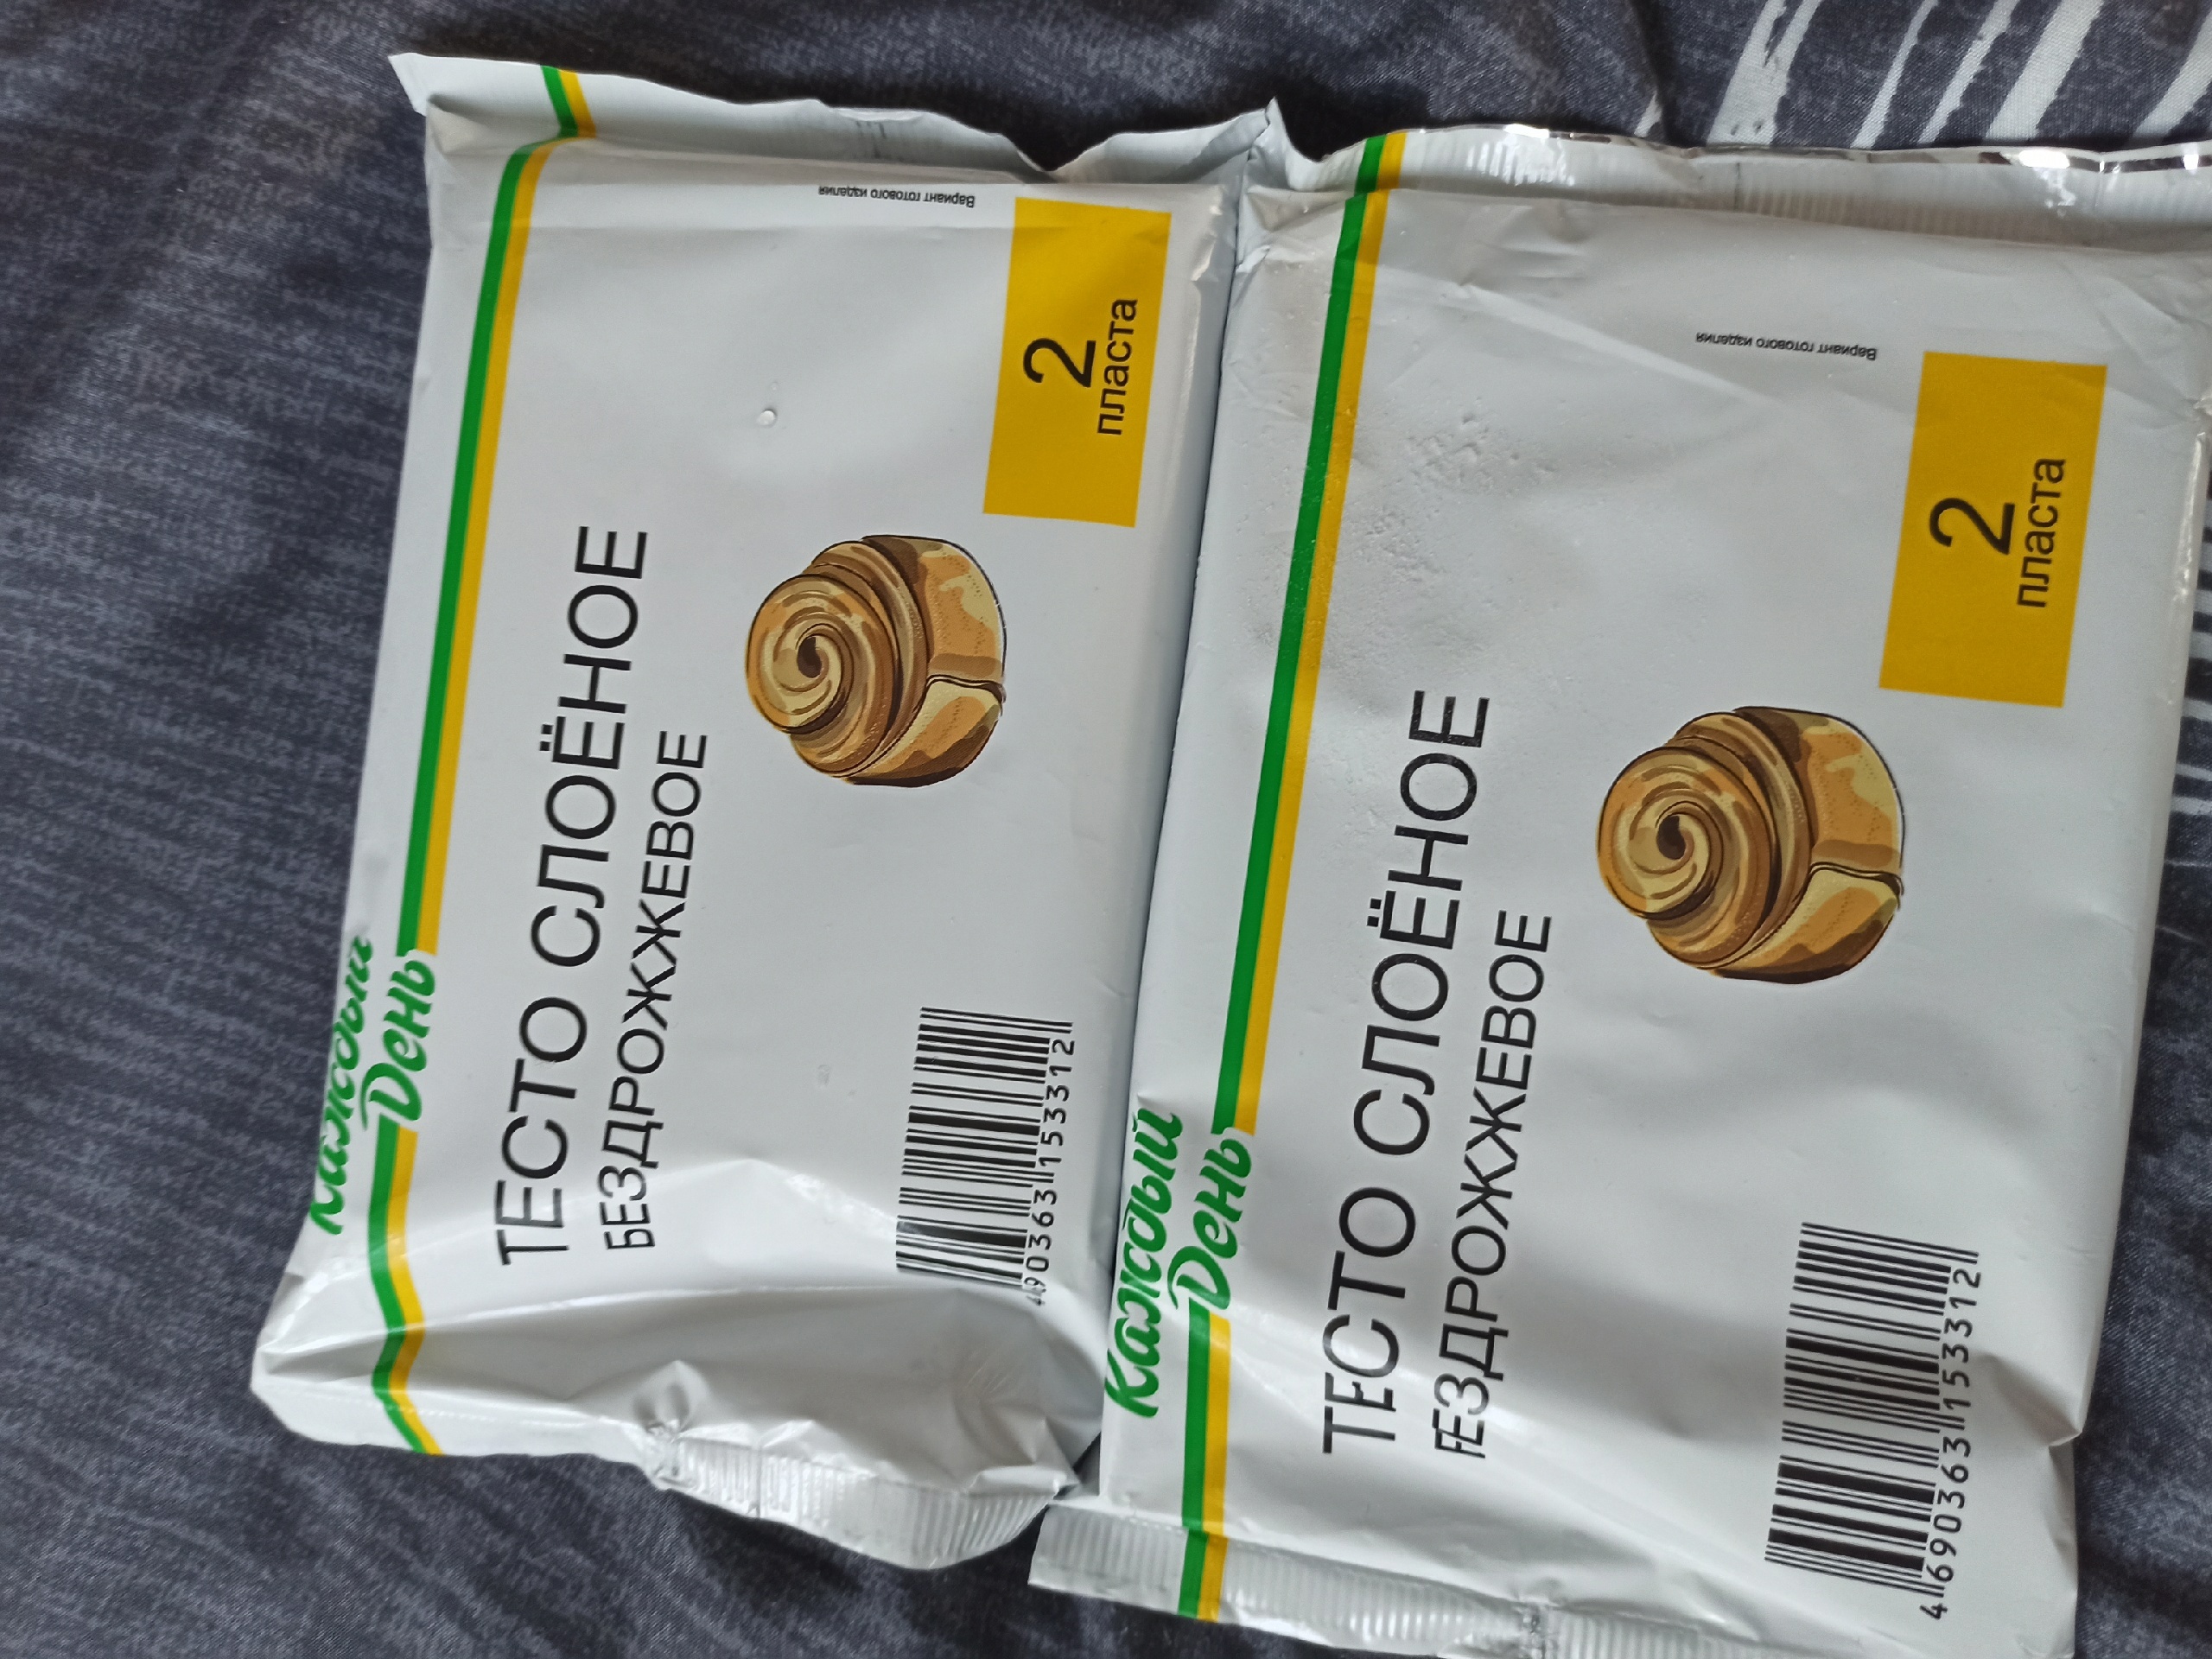 Каждый
День
ТЕСТО СЛОЁНОЕ
БЕЗДРОЖЖЕВОЕ
Вариант готового изделия
2
пласта
4690363153312
Каждый
День
ТЕСТО СЛОЁНОЕ
БЕЗДРОЖЖЕВОЕ
Вариант готового изделия
2
пласта
4690363153312